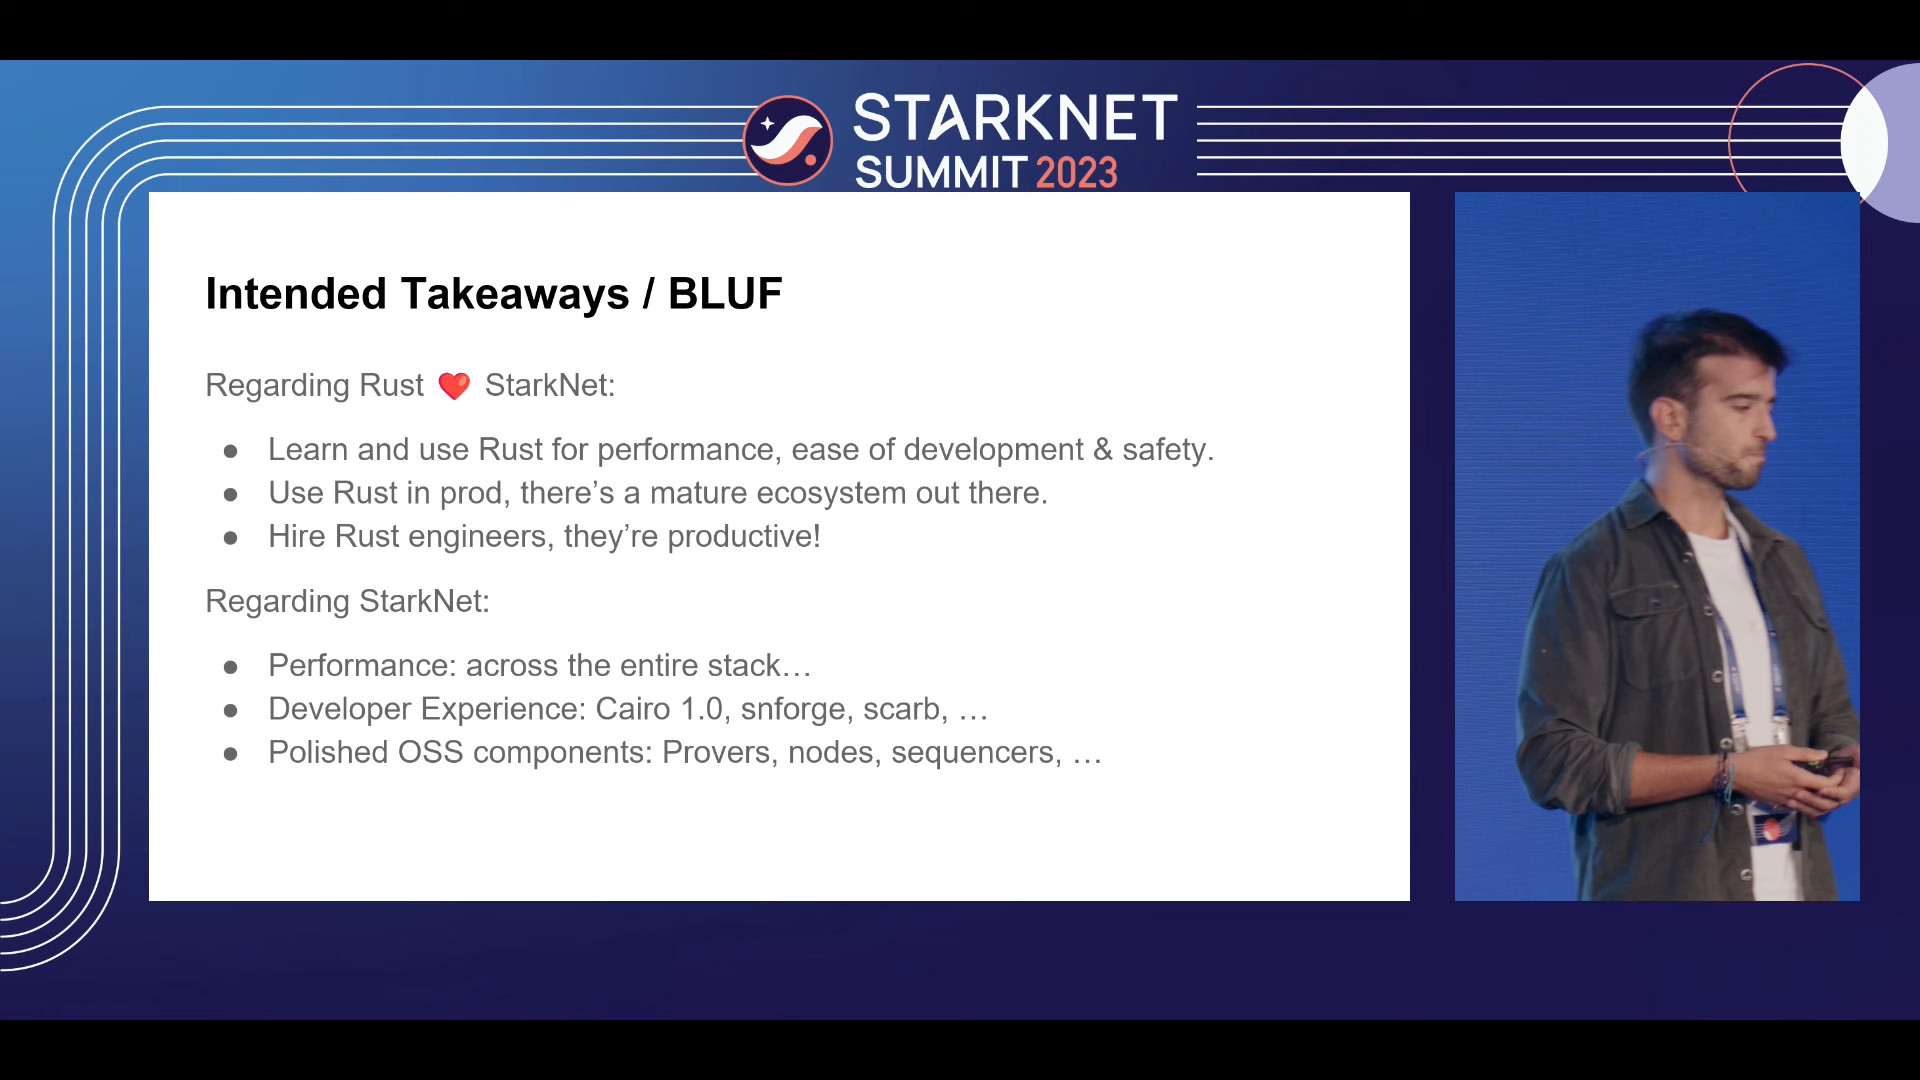 STARKNET
SUMMIT 2023
Intended Takeaways / BLUF
Regarding Rust ❤️ StarkNet:
● Learn and use Rust for performance, ease of development & safety.
● Use Rust in prod, there’s a mature ecosystem out there.
● Hire Rust engineers, they’re productive!
Regarding StarkNet:
● Performance: across the entire stack…
● Developer Experience: Cairo 1.0, snforge, scarb, …
● Polished OSS components: Provers, nodes, sequencers, …